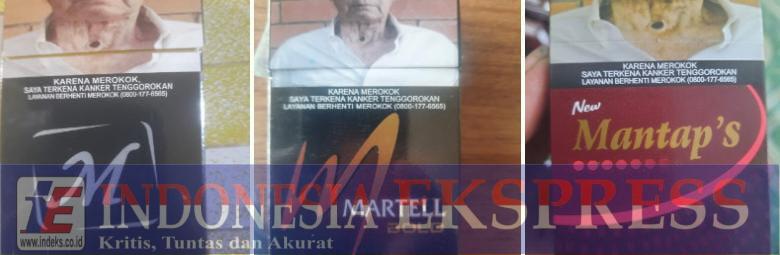 KARENA MEROKOK,
SAYA TERKENA KANKER TENGGOROKAN
LAYANAN BERHENTI MEROKOK (0800-177-6565)
M
KARENA MEROKOK
SAYA TERKENA KANKER TENGGOROKAN
LAYANAN BERHENTI MEROKOK (0800-177-6565)
MARTELL
BOLD
KARENA MEROKOK
SAYA TERKENA KANKER TENGGOROKAN
LAYANAN BERHENTI MEROKOK (0800-177-6565)
New
Mantap's
iE
www.indeks.co.id
INDONESIA EKSPRESS
Kritis, Tuntas dan Akurat